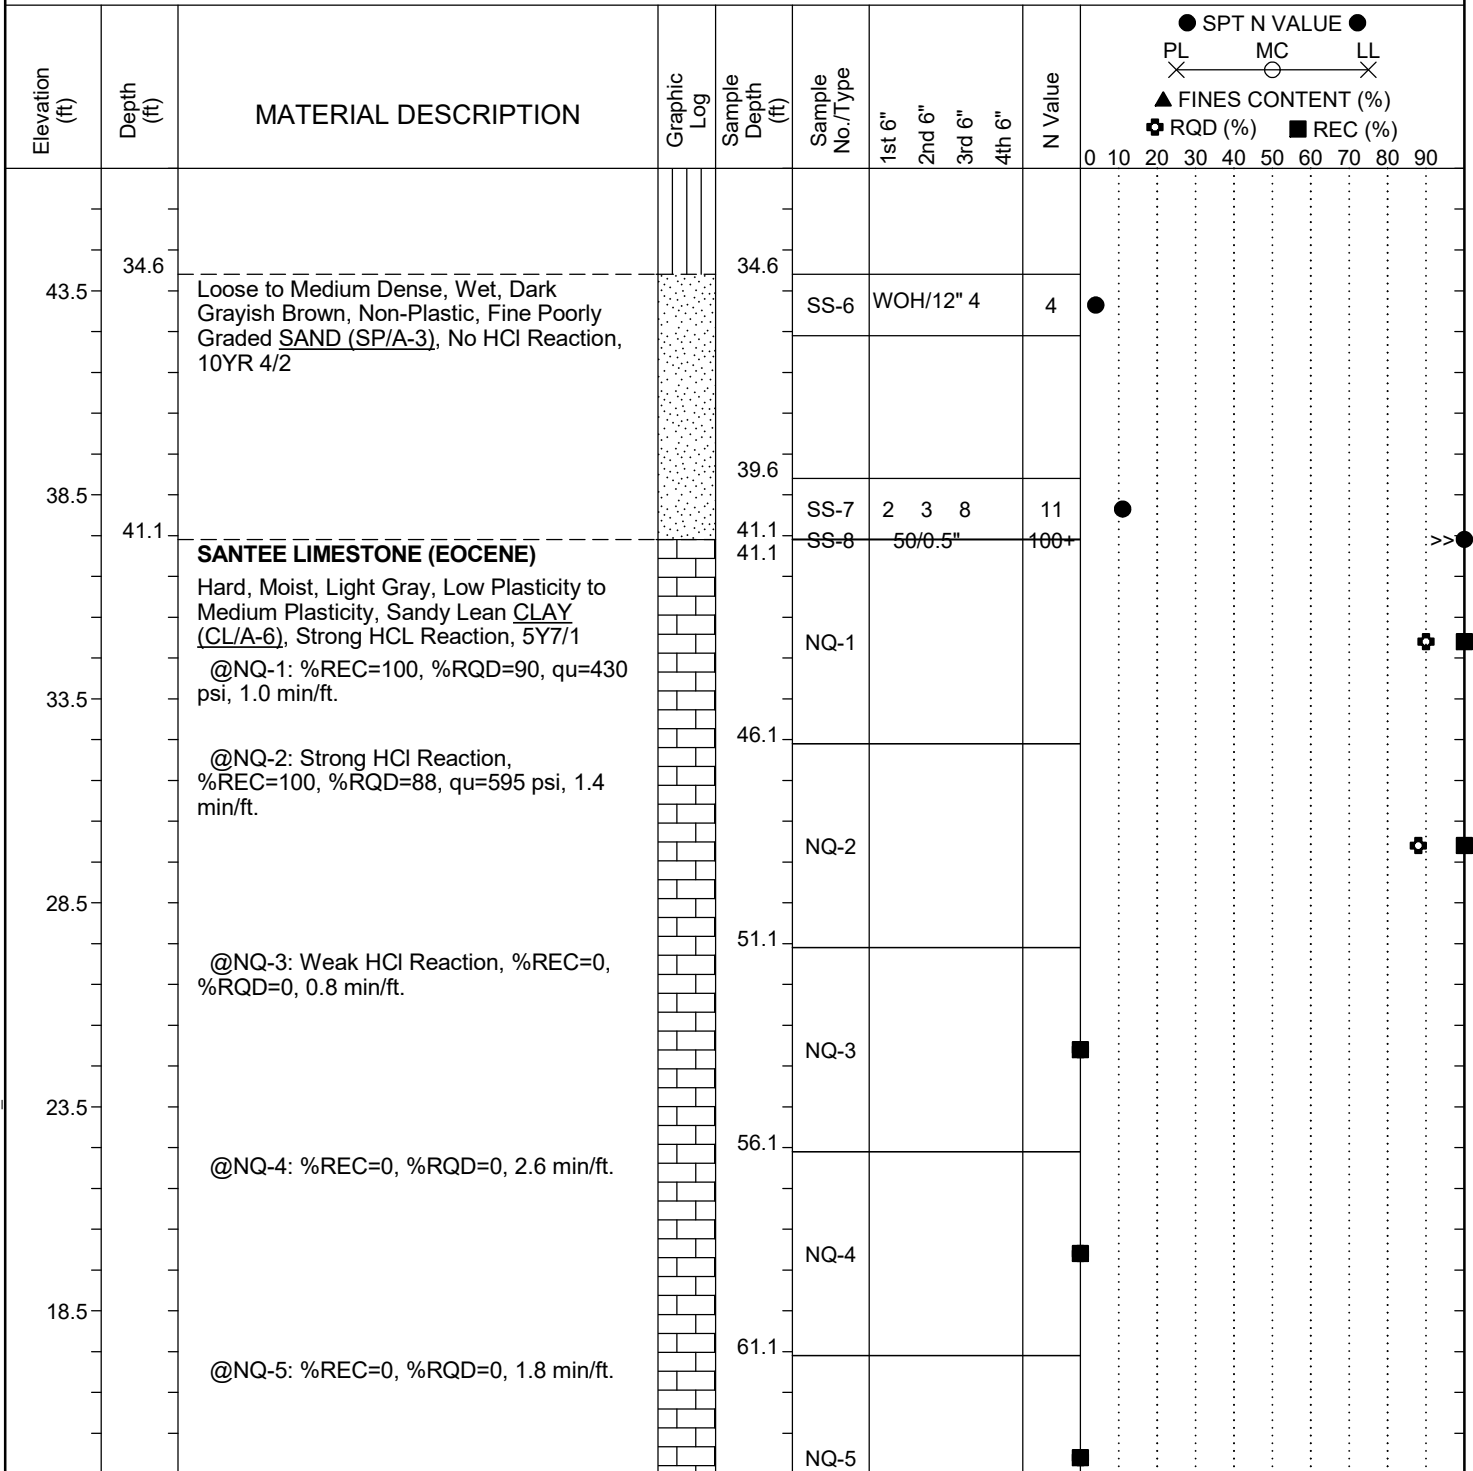 ● SPT N VALUE ●
PL MC LL
▲ FINES CONTENT (%)
RQD (%) ■ REC (%)
Elevation (ft)
Depth (ft)
MATERIAL DESCRIPTION
Graphic Log
Sample Depth (ft)
Sample No./Type
1st 6"
2nd 6"
3rd 6"
4th 6"
N Value
0 10 20 30 40 50 60 70 80 90
34.6 34.6
43.5 Loose to Medium Dense, Wet, Dark
Grayish Brown, Non-Plastic, Fine Poorly SS-6 WOH/12" 4 4
Graded SAND (SP/A-3), No HCl Reaction,
10YR 4/2
39.6
38.5 SS-7 2 3 8 11
41.1 41.1
SS-8 50/0.5" 100+ >>
SANTEE LIMESTONE (EOCENE) 41.1
Hard, Moist, Light Gray, Low Plasticity to
Medium Plasticity, Sandy Lean CLAY
(CL/A-6), Strong HCL Reaction, 5Y7/1 NQ-1
@NQ-1: %REC=100, %RQD=90, qu=430
psi, 1.0 min/ft.
33.5
46.1
@NQ-2: Strong HCl Reaction,
%REC=100, %RQD=88, qu=595 psi, 1.4
min/ft.
NQ-2
28.5
51.1
@NQ-3: Weak HCl Reaction, %REC=0,
%RQD=0, 0.8 min/ft.
NQ-3
23.5
56.1
@NQ-4: %REC=0, %RQD=0, 2.6 min/ft.
NQ-4
18.5
61.1
@NQ-5: %REC=0, %RQD=0, 1.8 min/ft.
NQ-5